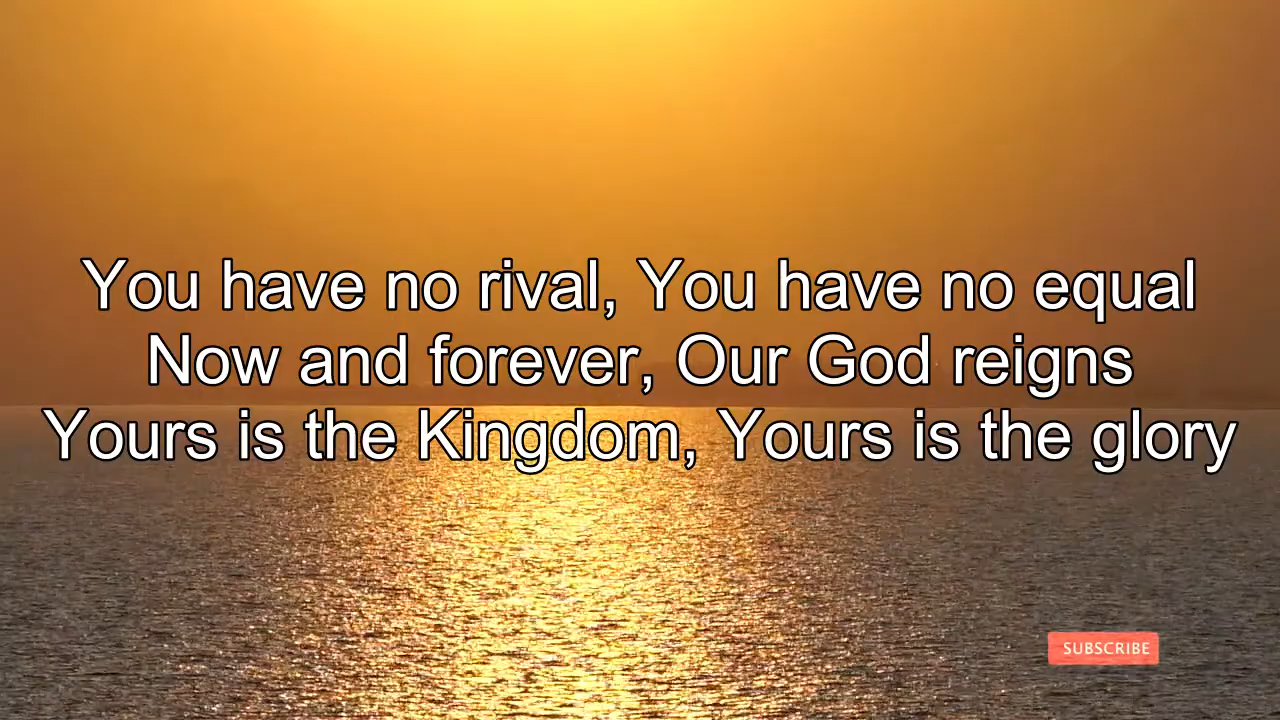 You have no rival, You have no equal
Now and forever, Our God reigns
Yours is the Kingdom, Yours is the glory
SUBSCRIBE